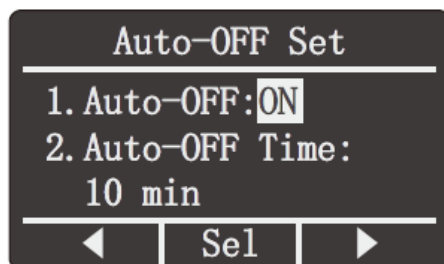 Auto-OFF Set
1. Auto-OFF:ON
2. Auto-OFF Time:
10 min
◀ Sel ▶